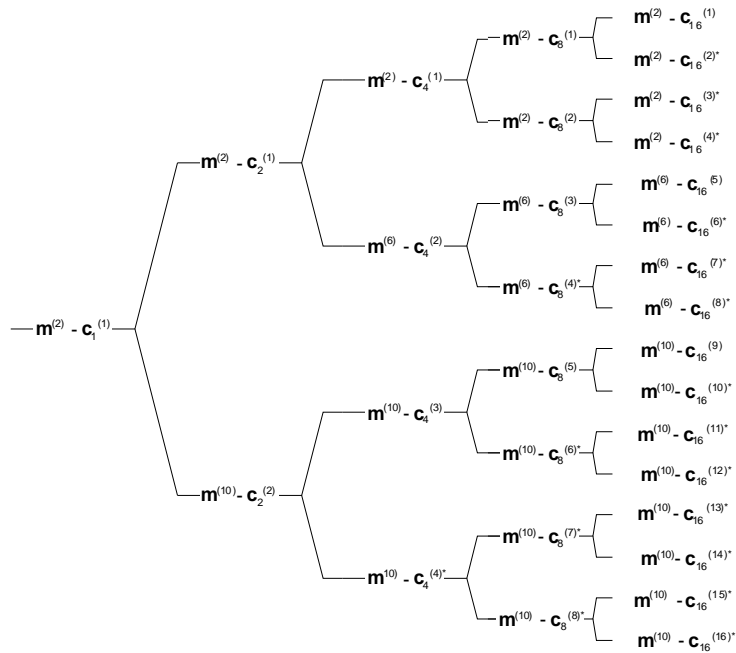 m(2) - c16(1)
m(2) - c8(1)
m(2) - c16(2)*
m(2) - c4(1)
m(2) - c16(3)*
m(2) - c8(2)
m(2) - c16(4)*
m(2) - c2(1)
m(6) - c16(5)
m(6) - c8(3)
m(6) - c16(6)*
m(6) - c4(2)
m(6) - c16(7)*
m(6) - c8(4)*
m(6) - c16(8)*
m(2) - c1(1)
m(10) - c16(9)
m(10) - c8(5)
m(10) - c16(10)*
m(10) - c4(3)
m(10) - c16(11)*
m(10) - c8(6)*
m(10) - c16(12)*
m(10) - c2(2)
m(10) - c16(13)*
m(10) - c8(7)*
m(10) - c16(14)*
m10) - c4(4)*
m(10) - c16(15)*
m(10) - c8(8)*
m(10) - c16(16)*